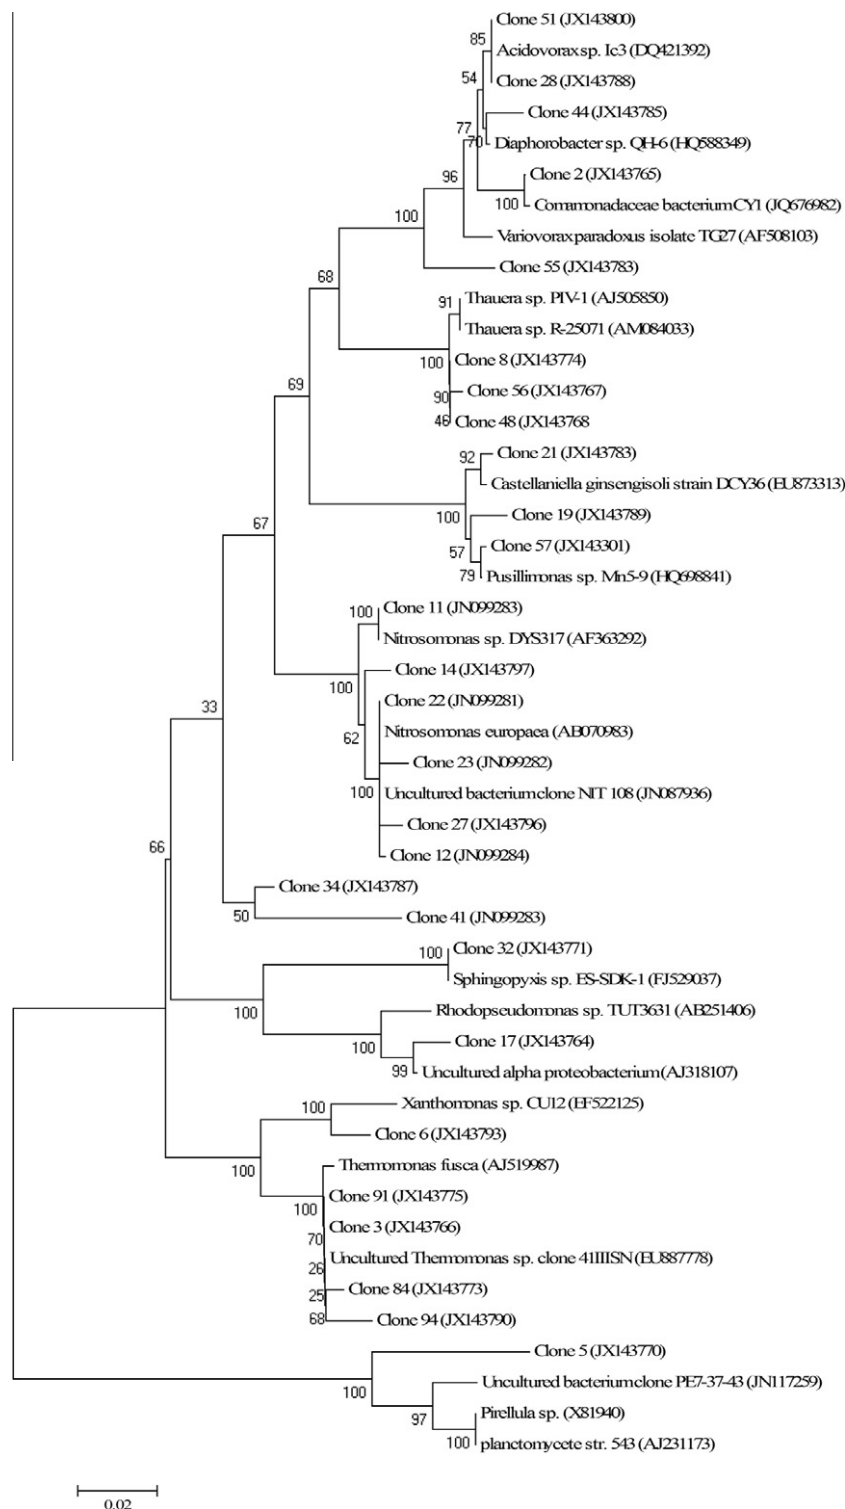 Clone 51 (JX143800)
85
Acidovorax sp. Ic3 (DQ421392)
54
Clone 28 (JX143788)
Clone 44 (JX143785)
77
70
Diaphorobacter sp. QH-6 (HQ588349)
Clone 2 (JX143765)
96
100
Comamonadaceae bacterium CY1 (JQ676982)
100
Variovorax paradoxus isolate TG27 (AF508103)
Clone 55 (JX143783)
68
91
Thauera sp. PIV-1 (AJ505850)
Thauera sp. R-25071 (AM084033)
100
Clone 8 (JX143774)
69
90
Clone 56 (JX143767)
46
Clone 48 (JX143768
92
Clone 21 (JX143783)
Castellaniella ginsengisoli strain DCY36 (EU873313)
100
Clone 19 (JX143789)
67
57
Clone 57 (JX143301)
79
Pusillimonas sp. Mn5-9 (HQ698841)
100
Clone 11 (JN099283)
Nitrosomonas sp. DYS317 (AF363292)
Clone 14 (JX143797)
100
33
Clone 22 (JN099281)
62
Nitrosomonas europaea (AB070983)
Clone 23 (JN099282)
100
Uncultured bacterium clone NIT 108 (JN087936)
Clone 27 (JX143796)
66
Clone 12 (JN099284)
Clone 34 (JX143787)
50
Clone 41 (JN099283)
100
Clone 32 (JX143771)
Sphingopyxis sp. ES-SDK-1 (FJ529037)
100
Rhodopseudomonas sp. TUT3631 (AB251406)
100
Clone 17 (JX143764)
99
Uncultured alpha proteobacterium (AJ318107)
100
Xanthomonas sp. CU12 (EF522125)
Clone 6 (JX143793)
100
Thermomonas fusca (AJ519987)
100
Clone 91 (JX143775)
70
Clone 3 (JX143766)
26
Uncultured Thermomonas sp. clone 41IIISN (EU887778)
25
Clone 84 (JX143773)
68
Clone 94 (JX143790)
Clone 5 (JX143770)
100
Uncultured bacterium clone PE7-37-43 (JN117259)
97
Pirellula sp. (X81940)
100
planctomycete str. 543 (AJ231173)
0.02